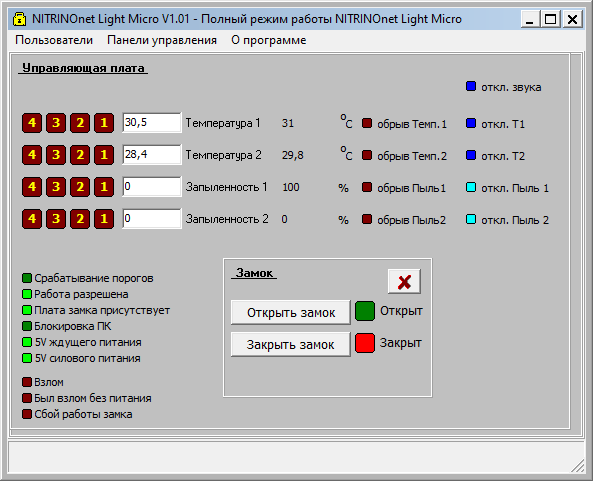 NITRINOnet Light Micro V1.01 - Полный режим работы NITRINOnet Light Micro
Пользователи Панели управления О программе
Управляющая плата
откл. звука
4 3 2 1 30,5 Температура 1 31 °C обрыв Темп.1 откл. Т1
4 3 2 1 28,4 Температура 2 29,8 °C обрыв Темп.2 откл. Т2
4 3 2 1 0 Запыленность 1 100 % обрыв Пыль1 откл. Пыль 1
4 3 2 1 0 Запыленность 2 0 % обрыв Пыль2 откл. Пыль 2
Срабатывание порогов
Работа разрешена
Плата замка присутствует
Блокировка ПК
5V ждущего питания
5V силового питания
Взлом
Был взлом без питания
Сбой работы замка
Замок
Открыть замок Открыт
Закрыть замок Закрыт